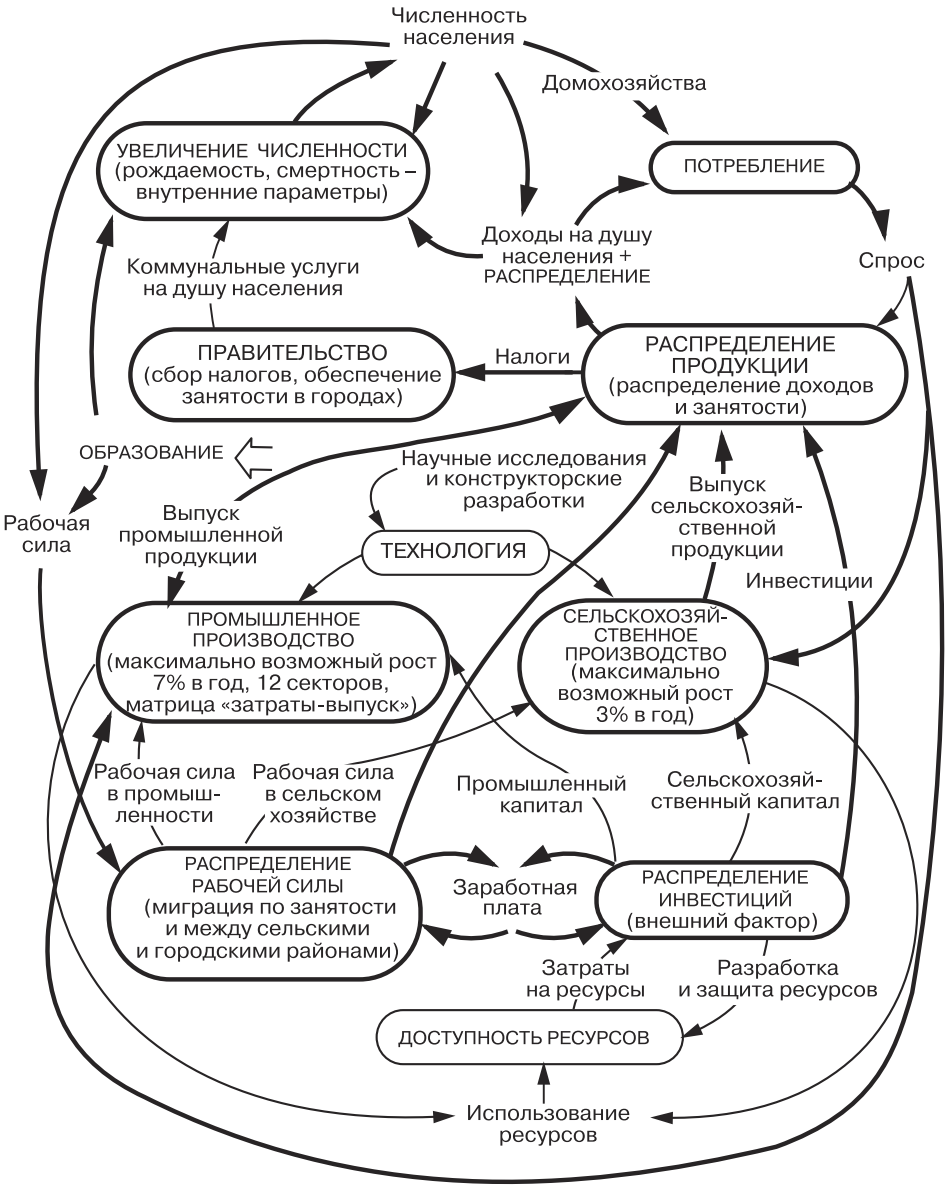 Численность
населения
Домохозяйства
УВЕЛИЧЕНИЕ ЧИСЛЕННОСТИ
(рождаемость, смертность –
внутренние параметры)
ПОТРЕБЛЕНИЕ
Доходы на душу
населения +
РАСПРЕДЕЛЕНИЕ
Спрос
Коммунальные услуги
на душу населения
ПРАВИТЕЛЬСТВО
(сбор налогов, обеспечение
занятости в городах)
Налоги
РАСПРЕДЕЛЕНИЕ
ПРОДУКЦИИ
(распределение доходов
и занятости)
ОБРАЗОВАНИЕ
Научные исследования
и конструкторские
разработки
Рабочая
сила
Выпуск
промышленной
продукции
Выпуск
сельскохозяй-
ственной
продукции
ТЕХНОЛОГИЯ
Инвестиции
ПРОМЫШЛЕННОЕ
ПРОИЗВОДСТВО
(максимально возможный рост
7% в год, 12 секторов,
матрица «затраты-выпуск»)
СЕЛЬСКОХОЗЯЙ-
СТВЕННОЕ
ПРОИЗВОДСТВО
(максимально
возможный рост
3% в год)
Рабочая сила
в промыш-
ленности
Рабочая сила
в сельском
хозяйстве
Промышленный
капитал
Сельскохозяй-
ственный капитал
РАСПРЕДЕЛЕНИЕ
РАБОЧЕЙ СИЛЫ
(миграция по занятости
и между сельскими
и городскими районами)
Заработная
плата
РАСПРЕДЕЛЕНИЕ
ИНВЕСТИЦИЙ
(внешний фактор)
Затраты
на ресурсы
Разработка
и защита ресурсов
ДОСТУПНОСТЬ РЕСУРСОВ
Использование
ресурсов